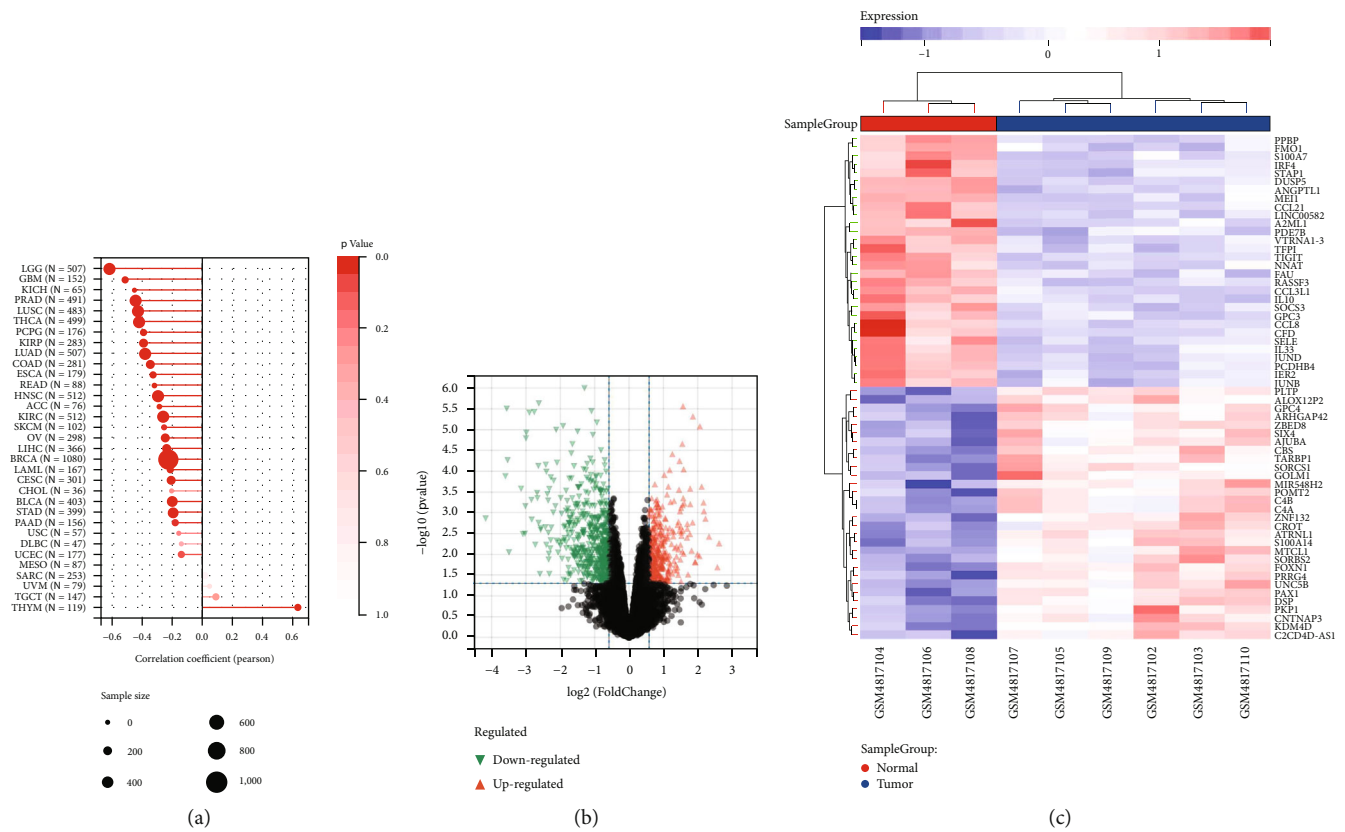 p Value
0.0
0.2
0.4
0.6
0.8
1.0
LGG (N = 507)
GBM (N = 152)
KICH (N = 65)
PRAD (N = 491)
LUSC (N = 483)
THCA (N = 499)
PCPG (N = 176)
KIRP (N = 283)
LUAD (N = 507)
COAD (N = 281)
ESCA (N = 179)
READ (N = 88)
HNSC (N = 512)
ACC (N = 76)
KIRC (N = 512)
SKCM (N = 102)
OV (N = 298)
LIHC (N = 366)
BRCA (N = 1080)
LAML (N = 167)
CESC (N = 301)
CHOL (N = 36)
BLCA (N = 403)
STAD (N = 399)
PAAD (N = 156)
USC (N = 57)
DLBC (N = 47)
UCEC (N = 177)
MESO (N = 87)
SARC (N = 253)
UVM (N = 79)
TGCT (N = 147)
THYM (N = 119)
−0.6 −0.4 −0.2 0.0 0.2 0.4 0.6
Correlation coefficient (pearson)
Sample size
0 600
200 800
400 1,000
(a)
−log10 (pvalue)
6.0
5.5
5.0
4.5
4.0
3.5
3.0
2.5
2.0
1.5
1.0
0.5
0.0
−4 −3 −2 −1 0 1 2 3
log2 (FoldChange)
Regulated
Down-regulated
Up-regulated
(b)
Expression
−1 0 1
SampleGroup
PPBP
FMO1
S100A7
IRF4
STAP1
DUSP5
ANGPTL1
MEI1
CCL21
LINC00582
A2ML1
PDE7B
VTRNA1-3
TFPI
TIGIT
NNAT
FAU
RASSF3
CCL3L1
IL10
SOCS3
GPC3
CCL8
CFD
SELE
IL33
JUND
PCDHB4
IER2
JUNB
PLTP
ALOX12P2
GPC4
ARHGAP42
ZBED8
SIX4
AJUBA
CBS
TARBP1
SORCS1
GOLM1
MIR548H2
POMT2
C4B
C4A
ZNF132
CROT
ATRNL1
S100A14
MTCL1
SORBS2
FOXN1
PRRG4
UNC5B
PAX1
DSP
PKP1
CNTNAP3
KDM4D
C2CD4D-AS1
GSM4817104
GSM4817106
GSM4817108
GSM4817107
GSM4817105
GSM4817109
GSM4817102
GSM4817103
GSM4817110
SampleGroup:
Normal
Tumor
(c)